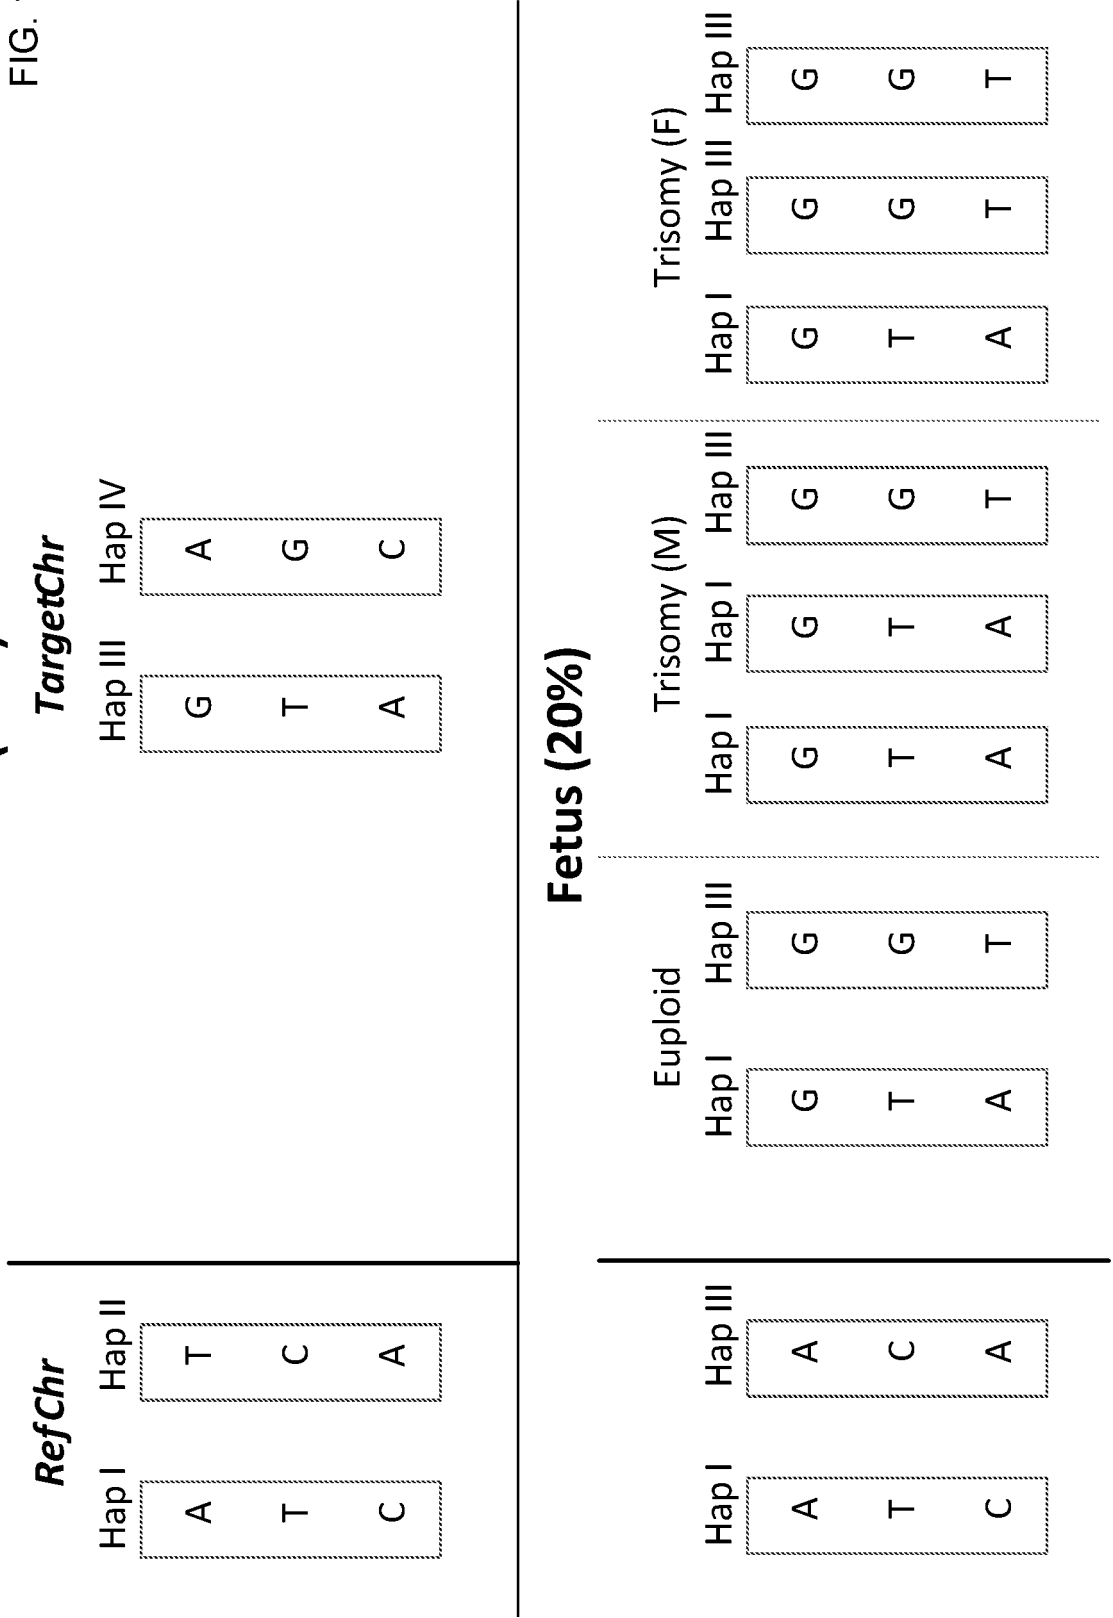 FIG.
RefChr
TargetChr
Hap I Hap II Hap III Hap IV
A T G A
T C T G
C A A C
Fetus (20%)
Euploid Trisomy (M) Trisomy (F)
Hap I Hap III Hap I Hap III Hap I Hap I Hap III Hap I Hap III Hap III
A A G G G G G G G G
T C T G T T G T G G
C A A T A A T A T T